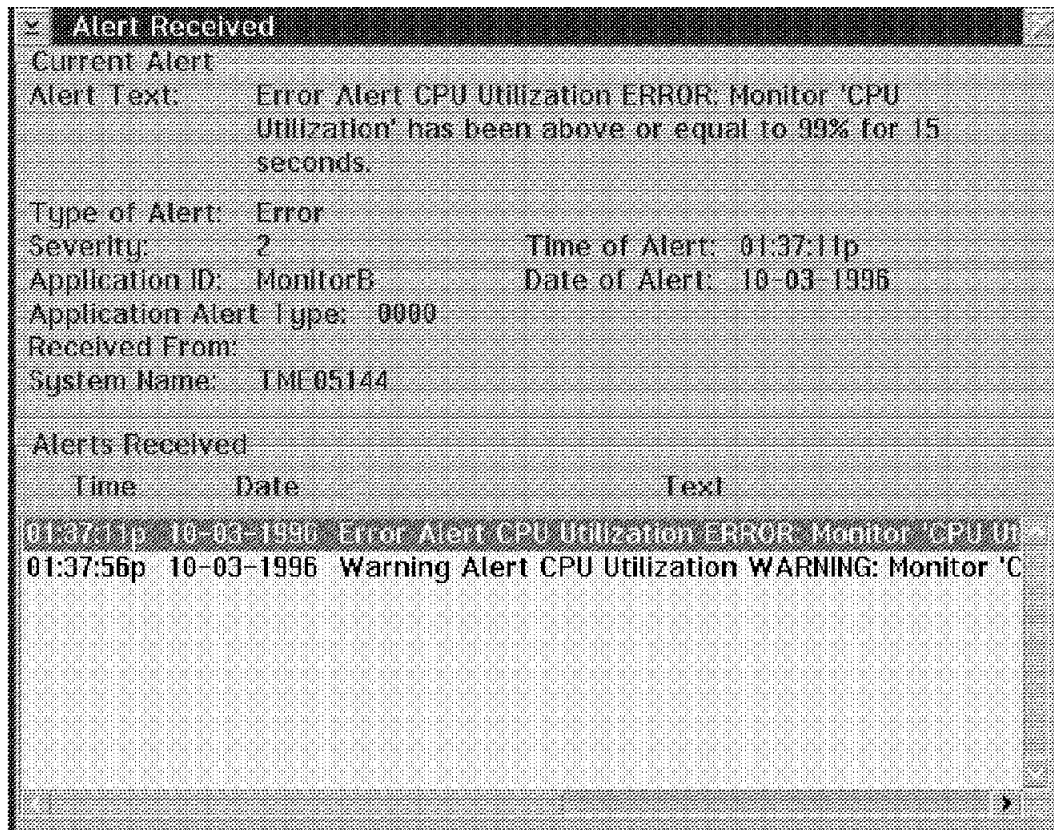 Alert Received
Current Alert
Alert Text: Error Alert CPU Utilization ERROR: Monitor 'CPU
Utilization' has been above or equal to 99% for 15
seconds.
Type of Alert: Error
Severity: 2 Time of Alert: 01:37:11p
Application ID: MonitorB Date of Alert: 10-03-1996
Application Alert Type: 0000
Received From:
System Name: TME05144
Alerts Received
Time Date Text
01:37:11p 10-03-1996 Error Alert CPU Utilization ERROR: Monitor 'CPU Ut
01:37:56p 10-03-1996 Warning Alert CPU Utilization WARNING: Monitor 'C